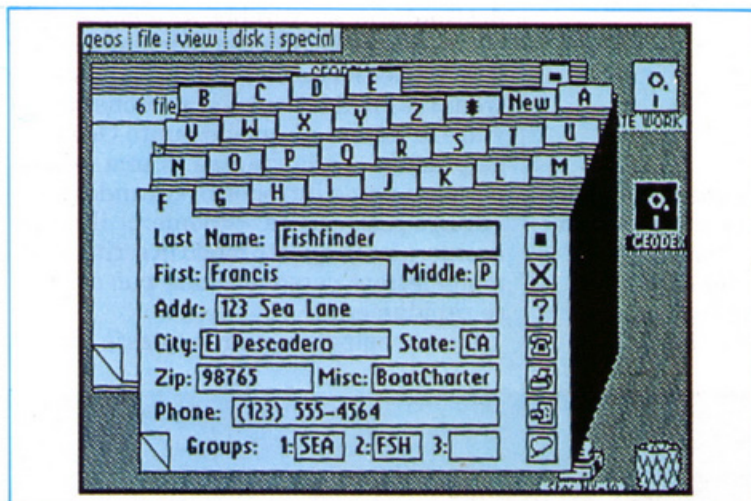 geos file view disk special
GEODEX
6 file
B C D E
V W X Y Z # New A
N O P Q R S T U
F G H I J K L M
Last Name: Fishfinder
First: Francis Middle: P
Addr: 123 Sea Lane
City: El Pescadero State: CA
Zip: 98765 Misc: BoatCharter
Phone: (123) 555-4564
Groups: 1: SEA 2: FSH 3:
WORK
GEODEX